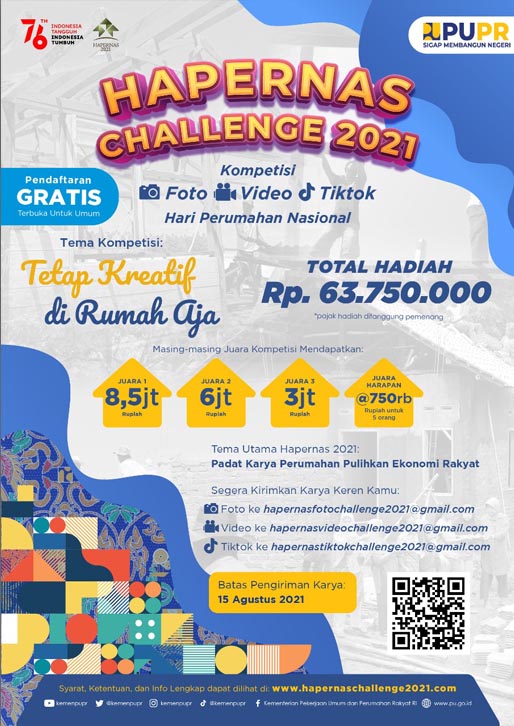 76TH
INDONESIA
TANGGUH
INDONESIA
TUMBUH
HAPERNAS
2021
PUPR
SIGAP MEMBANGUN NEGERI
HAPERNAS
CHALLENGE 2021
Kompetisi
Foto Video Tiktok
Hari Perumahan Nasional
Pendaftaran
GRATIS
Terbuka Untuk Umum
Tema Kompetisi:
Tetap Kreatif
di Rumah Aja
TOTAL HADIAH
Rp. 63.750.000
*pajak hadiah ditanggung pemenang
Masing-masing Juara Kompetisi Mendapatkan:
JUARA 1
8,5jt
Rupiah
JUARA 2
6jt
Rupiah
JUARA 3
3jt
Rupiah
JUARA
HARAPAN
@750rb
Rupiah untuk
5 orang
Tema Utama Hapernas 2021:
Padat Karya Perumahan Pulihkan Ekonomi Rakyat
Segera Kirimkan Karya Keren Kamu:
Foto ke hapernasfotochallenge2021@gmail.com
Video ke hapernasvideochallenge2021@gmail.com
Tiktok ke hapernastiktokchallenge2021@gmail.com
Batas Pengiriman Karya:
15 Agustus 2021
Syarat, Ketentuan, dan Info Lengkap dapat dilihat di: www.hapernaschallenge2021.com
kemenpupr @kemenpupr kemenpupr @kemenpupr Kementerian Pekerjaan Umum dan Perumahan Rakyat RI www.pu.go.id